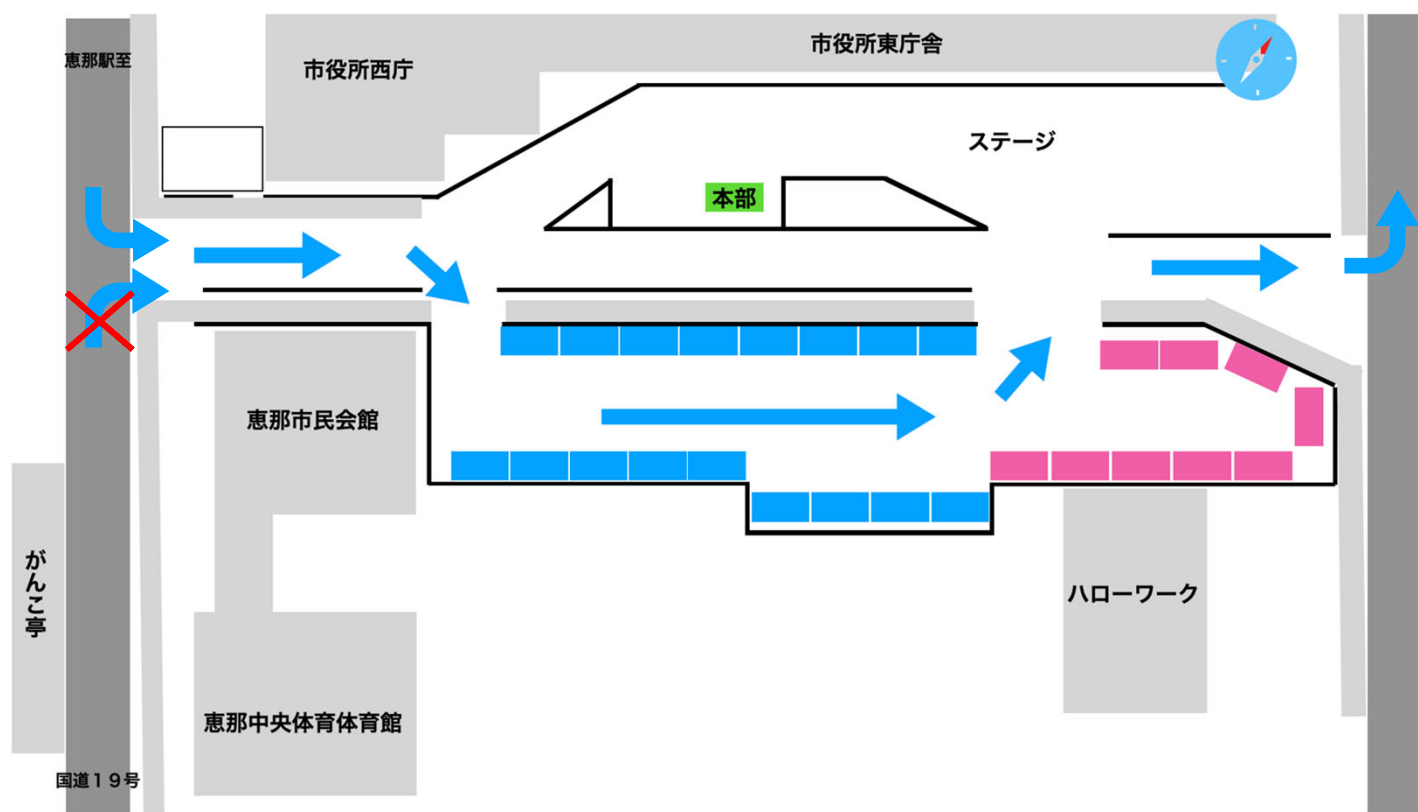 恵那駅至
市役所西庁
市役所東庁舎
ステージ
本部
恵那市民会館
がんこ亭
ハローワーク
恵那中央体育体育館
国道１９号